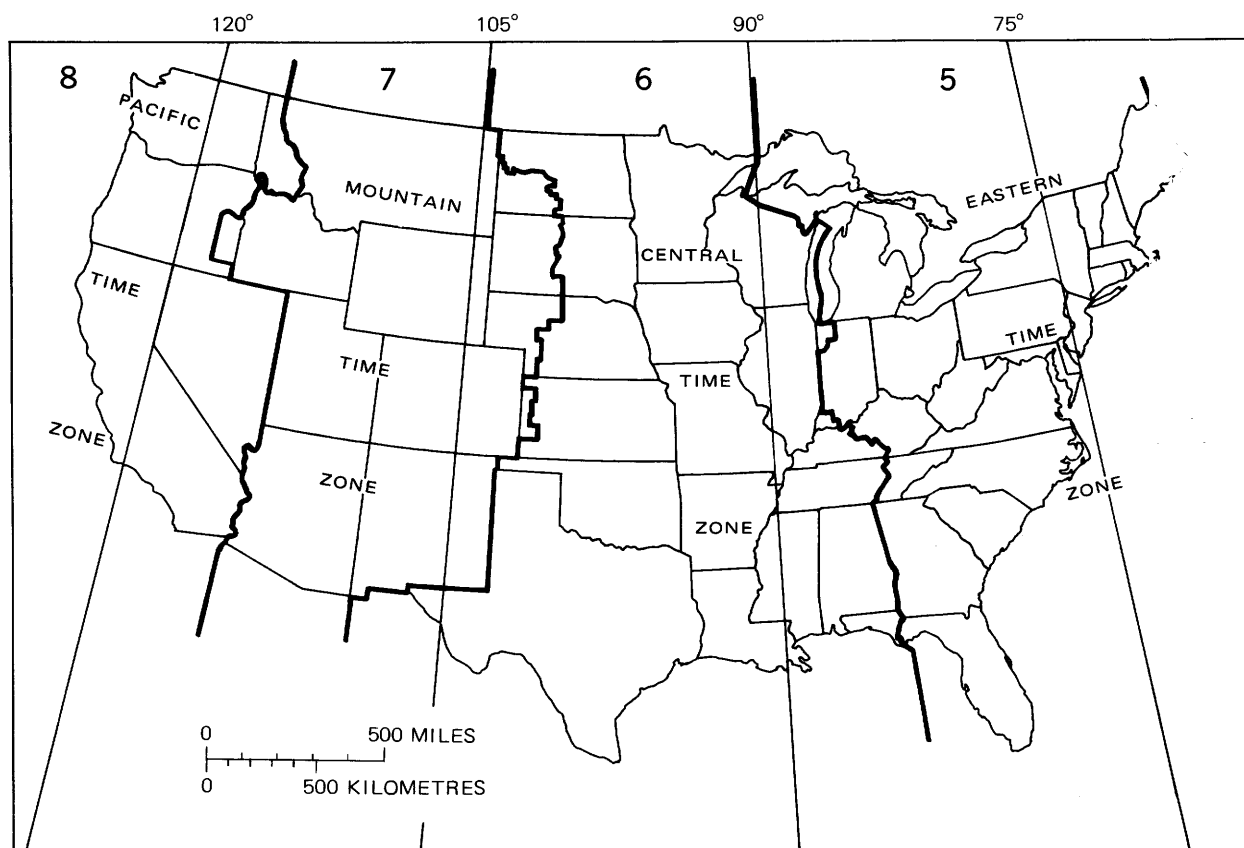 120° 105° 90° 75°
8 7 6 5
PACIFIC
MOUNTAIN
EASTERN
CENTRAL
TIME
TIME
TIME
TIME
ZONE
ZONE
ZONE
ZONE
0 500 MILES
0 500 KILOMETRES